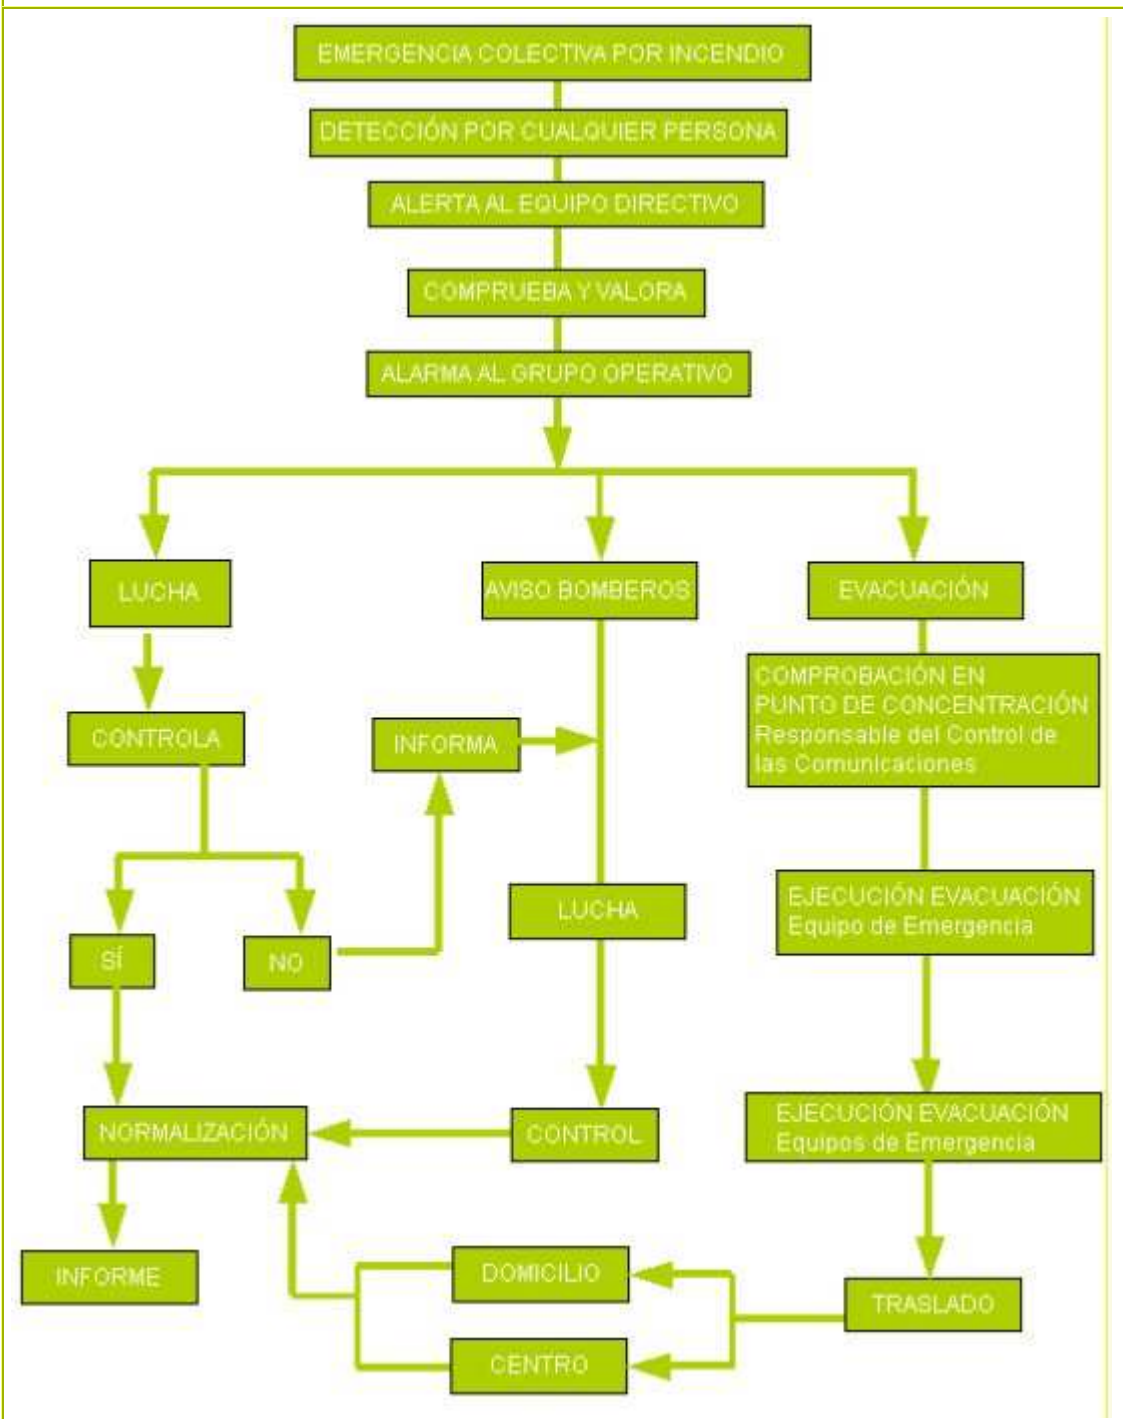 EMERGENCIA COLECTIVA POR INCENDIO
DETECCIÓN POR CUALQUIER PERSONA
ALERTA AL EQUIPO DIRECTIVO
COMPRUEBA Y VALORA
ALARMA AL GRUPO OPERATIVO
LUCHA
AVISO BOMBEROS
EVACUACIÓN
COMPROBACIÓN EN
PUNTO DE CONCENTRACIÓN
Responsable del Control de
las Comunicaciones
CONTROLA
INFORMA
LUCHA
EJECUCIÓN EVACUACIÓN
Equipo de Emergencia
SÍ
NO
NORMALIZACIÓN
CONTROL
EJECUCIÓN EVACUACIÓN
Equipos de Emergencia
INFORME
DOMICILIO
TRASLADO
CENTRO